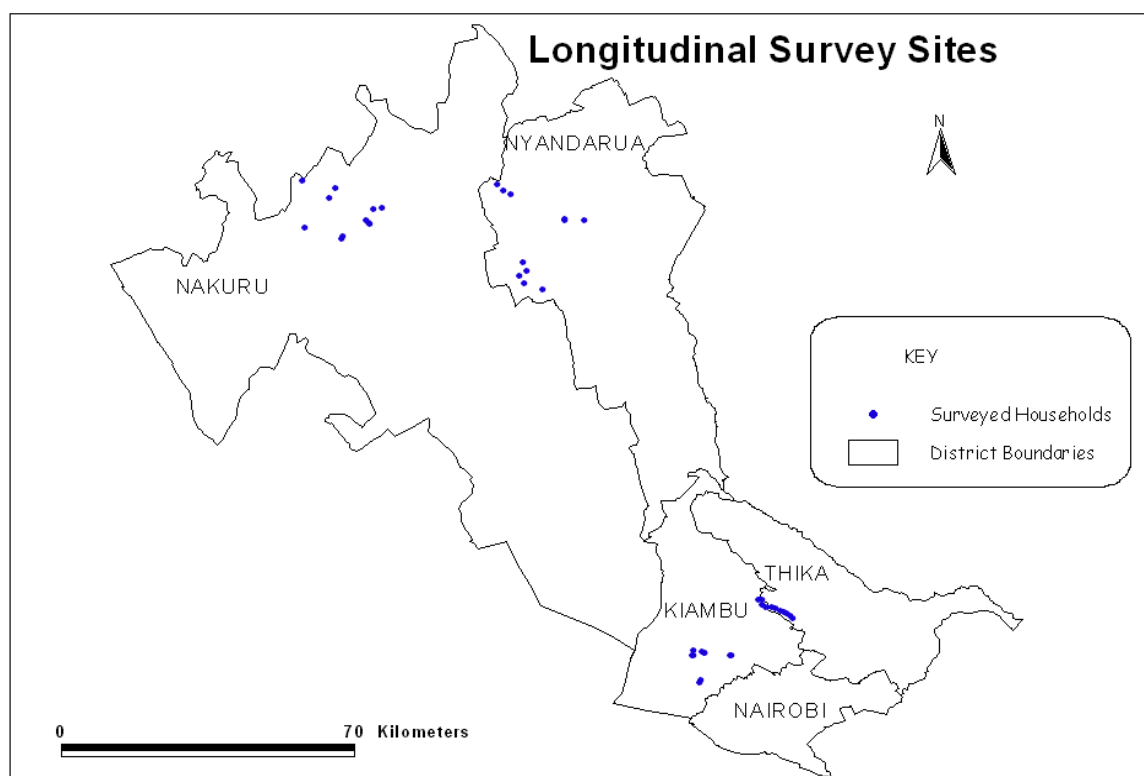 Longitudinal Survey Sites
N
NYANDARUA
NAKURU
KEY
Surveyed Households
District Boundaries
THIKA
KIAMBU
NAIROBI
0 70 Kilometers